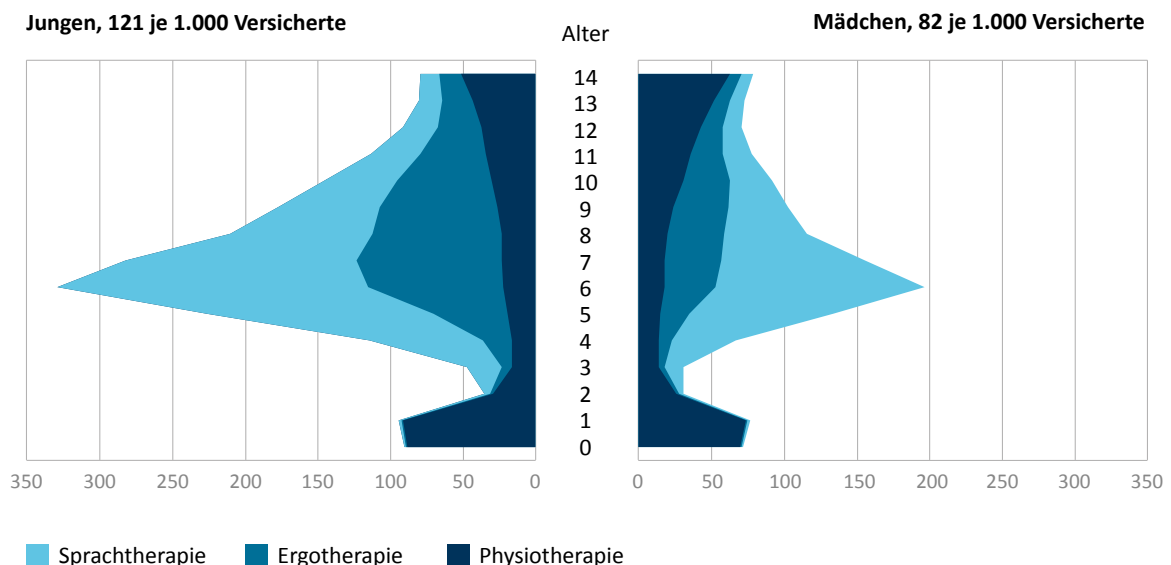 Jungen, 121 je 1.000 Versicherte
Alter
Mädchen, 82 je 1.000 Versicherte
14
13
12
11
10
9
8
7
6
5
4
3
2
1
0
350 300 250 200 150 100 50 0
0 50 100 150 200 250 300 350
Sprachtherapie Ergotherapie Physiotherapie